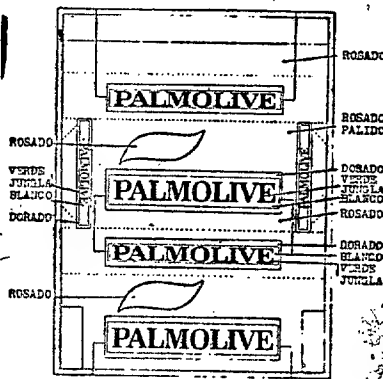 ROSADO
PALMOLIVE
ROSADO
PALIDO
ROSADO
PALMOLIVE
PALMOLIVE
VERDE
JUNGLA
BLANCO
DORADO
PALMOLIVE
DORADO
VERDE
JUNGLA
BLANCO
ROSADO
PALMOLIVE
DORADO
BLANCO
VERDE
JUNGLA
ROSADO
PALMOLIVE